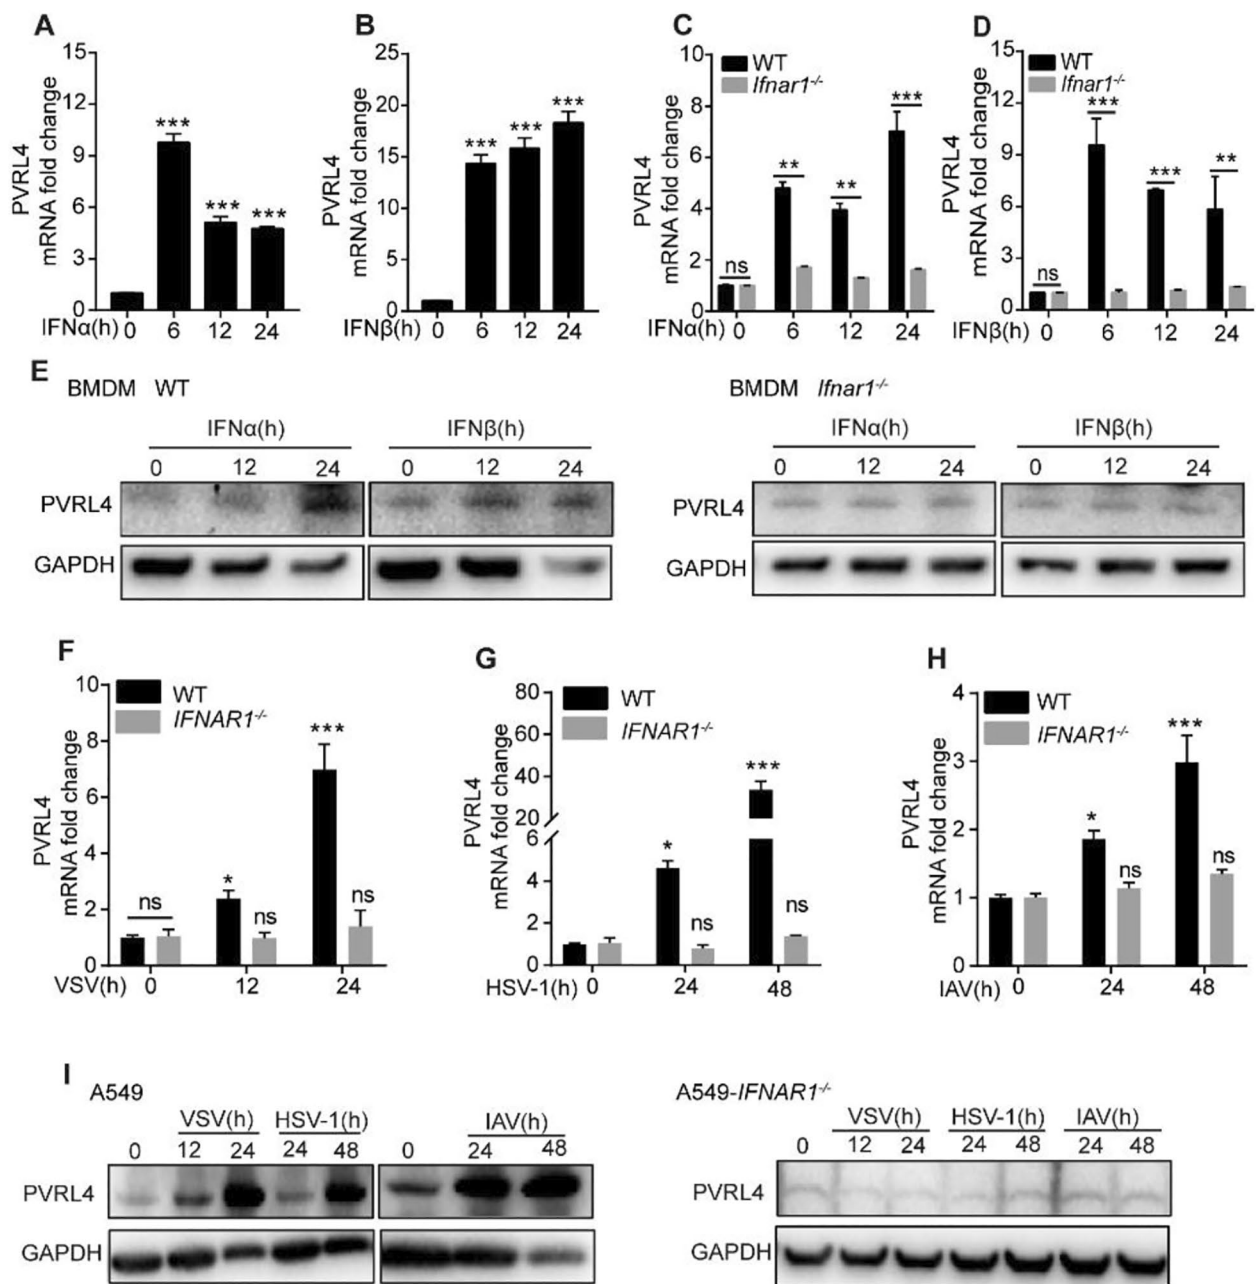 A
PVRL4
mRNA fold change
15
12
9
6
3
0
*** *** ***
IFNα(h) 0 6 12 24
B
PVRL4
mRNA fold change
25
20
15
10
5
0
*** *** ***
IFNβ(h) 0 6 12 24
C
PVRL4
mRNA fold change
10
8
6
4
2
0
WT
Ifnar1-/-
ns ** ** ***
IFNα(h) 0 6 12 24
D
PVRL4
mRNA fold change
15
12
9
6
3
0
WT
Ifnar1-/-
ns *** *** **
IFNβ(h) 0 6 12 24
E
BMDM WT
IFNα(h) IFNβ(h)
0 12 24 0 12 24
PVRL4
GAPDH
BMDM Ifnar1-/-
IFNα(h) IFNβ(h)
0 12 24 0 12 24
PVRL4
GAPDH
F
PVRL4
mRNA fold change
10
8
6
4
2
0
WT
IFNAR1-/-
ns * ns *** ns
VSV(h) 0 12 24
G
PVRL4
mRNA fold change
80
60
40
20
6
4
2
0
WT
IFNAR1-/-
* ns *** ns
HSV-1(h) 0 24 48
H
PVRL4
mRNA fold change
4
3
2
1
0
WT
IFNAR1-/-
* ns *** ns
IAV(h) 0 24 48
I
A549
VSV(h) HSV-1(h) IAV(h)
0 12 24 24 48 0 24 48
PVRL4
GAPDH
A549-IFNAR1-/-
VSV(h) HSV-1(h) IAV(h)
0 12 24 24 48 24 48
PVRL4
GAPDH